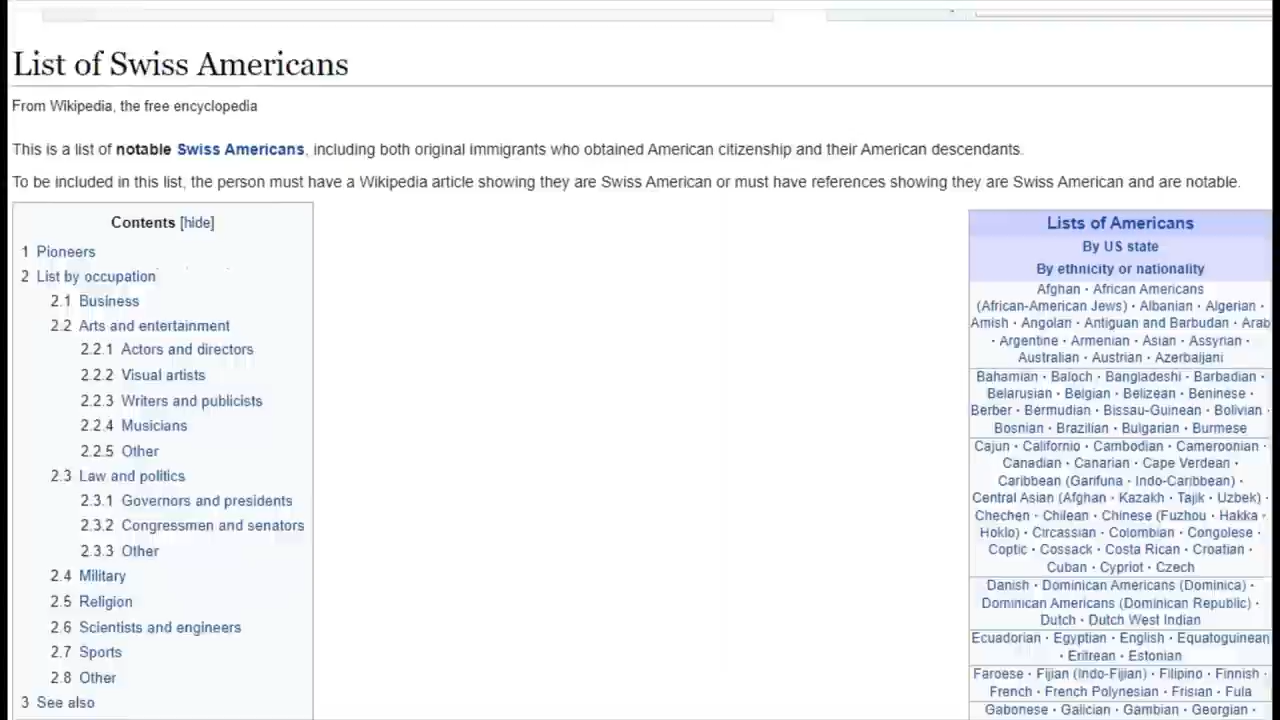 List of Swiss Americans
From Wikipedia, the free encyclopedia
This is a list of notable Swiss Americans, including both original immigrants who obtained American citizenship and their American descendants.
To be included in this list, the person must have a Wikipedia article showing they are Swiss American or must have references showing they are Swiss American and are notable.
Contents [hide]
1 Pioneers
2 List by occupation
2.1 Business
2.2 Arts and entertainment
2.2.1 Actors and directors
2.2.2 Visual artists
2.2.3 Writers and publicists
2.2.4 Musicians
2.2.5 Other
2.3 Law and politics
2.3.1 Governors and presidents
2.3.2 Congressmen and senators
2.3.3 Other
2.4 Military
2.5 Religion
2.6 Scientists and engineers
2.7 Sports
2.8 Other
3 See also
Lists of Americans
By US state
By ethnicity or nationality
Afghan · African Americans
(African-American Jews) · Albanian · Algerian ·
Amish · Angolan · Antiguan and Barbudan · Arab
· Argentine · Armenian · Asian · Assyrian ·
Australian · Austrian · Azerbaijani
Bahamian · Baloch · Bangladeshi · Barbadian ·
Belarusian · Belgian · Belizean · Beninese ·
Berber · Bermudian · Bissau-Guinean · Bolivian ·
Bosnian · Brazilian · Bulgarian · Burmese
Cajun · Californio · Cambodian · Cameroonian ·
Canadian · Canarian · Cape Verdean ·
Caribbean (Garifuna · Indo-Caribbean) ·
Central Asian (Afghan · Kazakh · Tajik · Uzbek) ·
Chechen · Chilean · Chinese (Fuzhou · Hakka ·
Hoklo) · Circassian · Colombian · Congolese ·
Coptic · Cossack · Costa Rican · Croatian ·
Cuban · Cypriot · Czech
Danish · Dominican Americans (Dominica) ·
Dominican Americans (Dominican Republic) ·
Dutch · Dutch West Indian
Ecuadorian · Egyptian · English · Equatoguinean
· Eritrean · Estonian
Faroese · Fijian (Indo-Fijian) · Filipino · Finnish ·
French · French Polynesian · Frisian · Fula
Gabonese · Galician · Gambian · Georgian ·